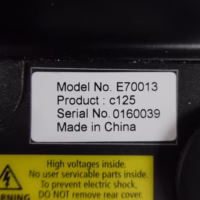 Model No. E70013
Product : c125
Serial No. 0160039
Made in China
High voltages inside.
No user servicable parts inside.
To prevent electric shock,
DO NOT remove rear cover.